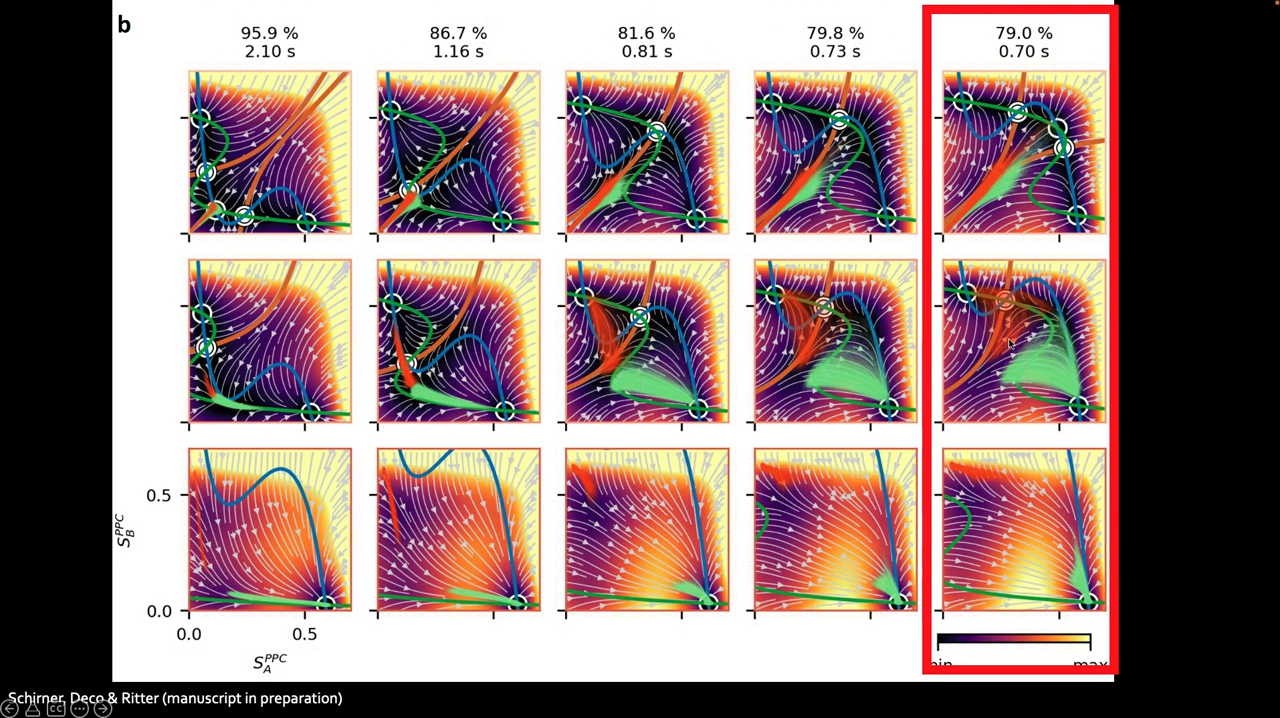 b
95.9 % 86.7 % 81.6 % 79.8 % 79.0 %
2.10 s 1.16 s 0.81 s 0.73 s 0.70 s
0.5
S_B^PPC
0.0
0.0 0.5
S_A^PPC
Schirner, Deco & Ritter (manuscript in preparation)
CC